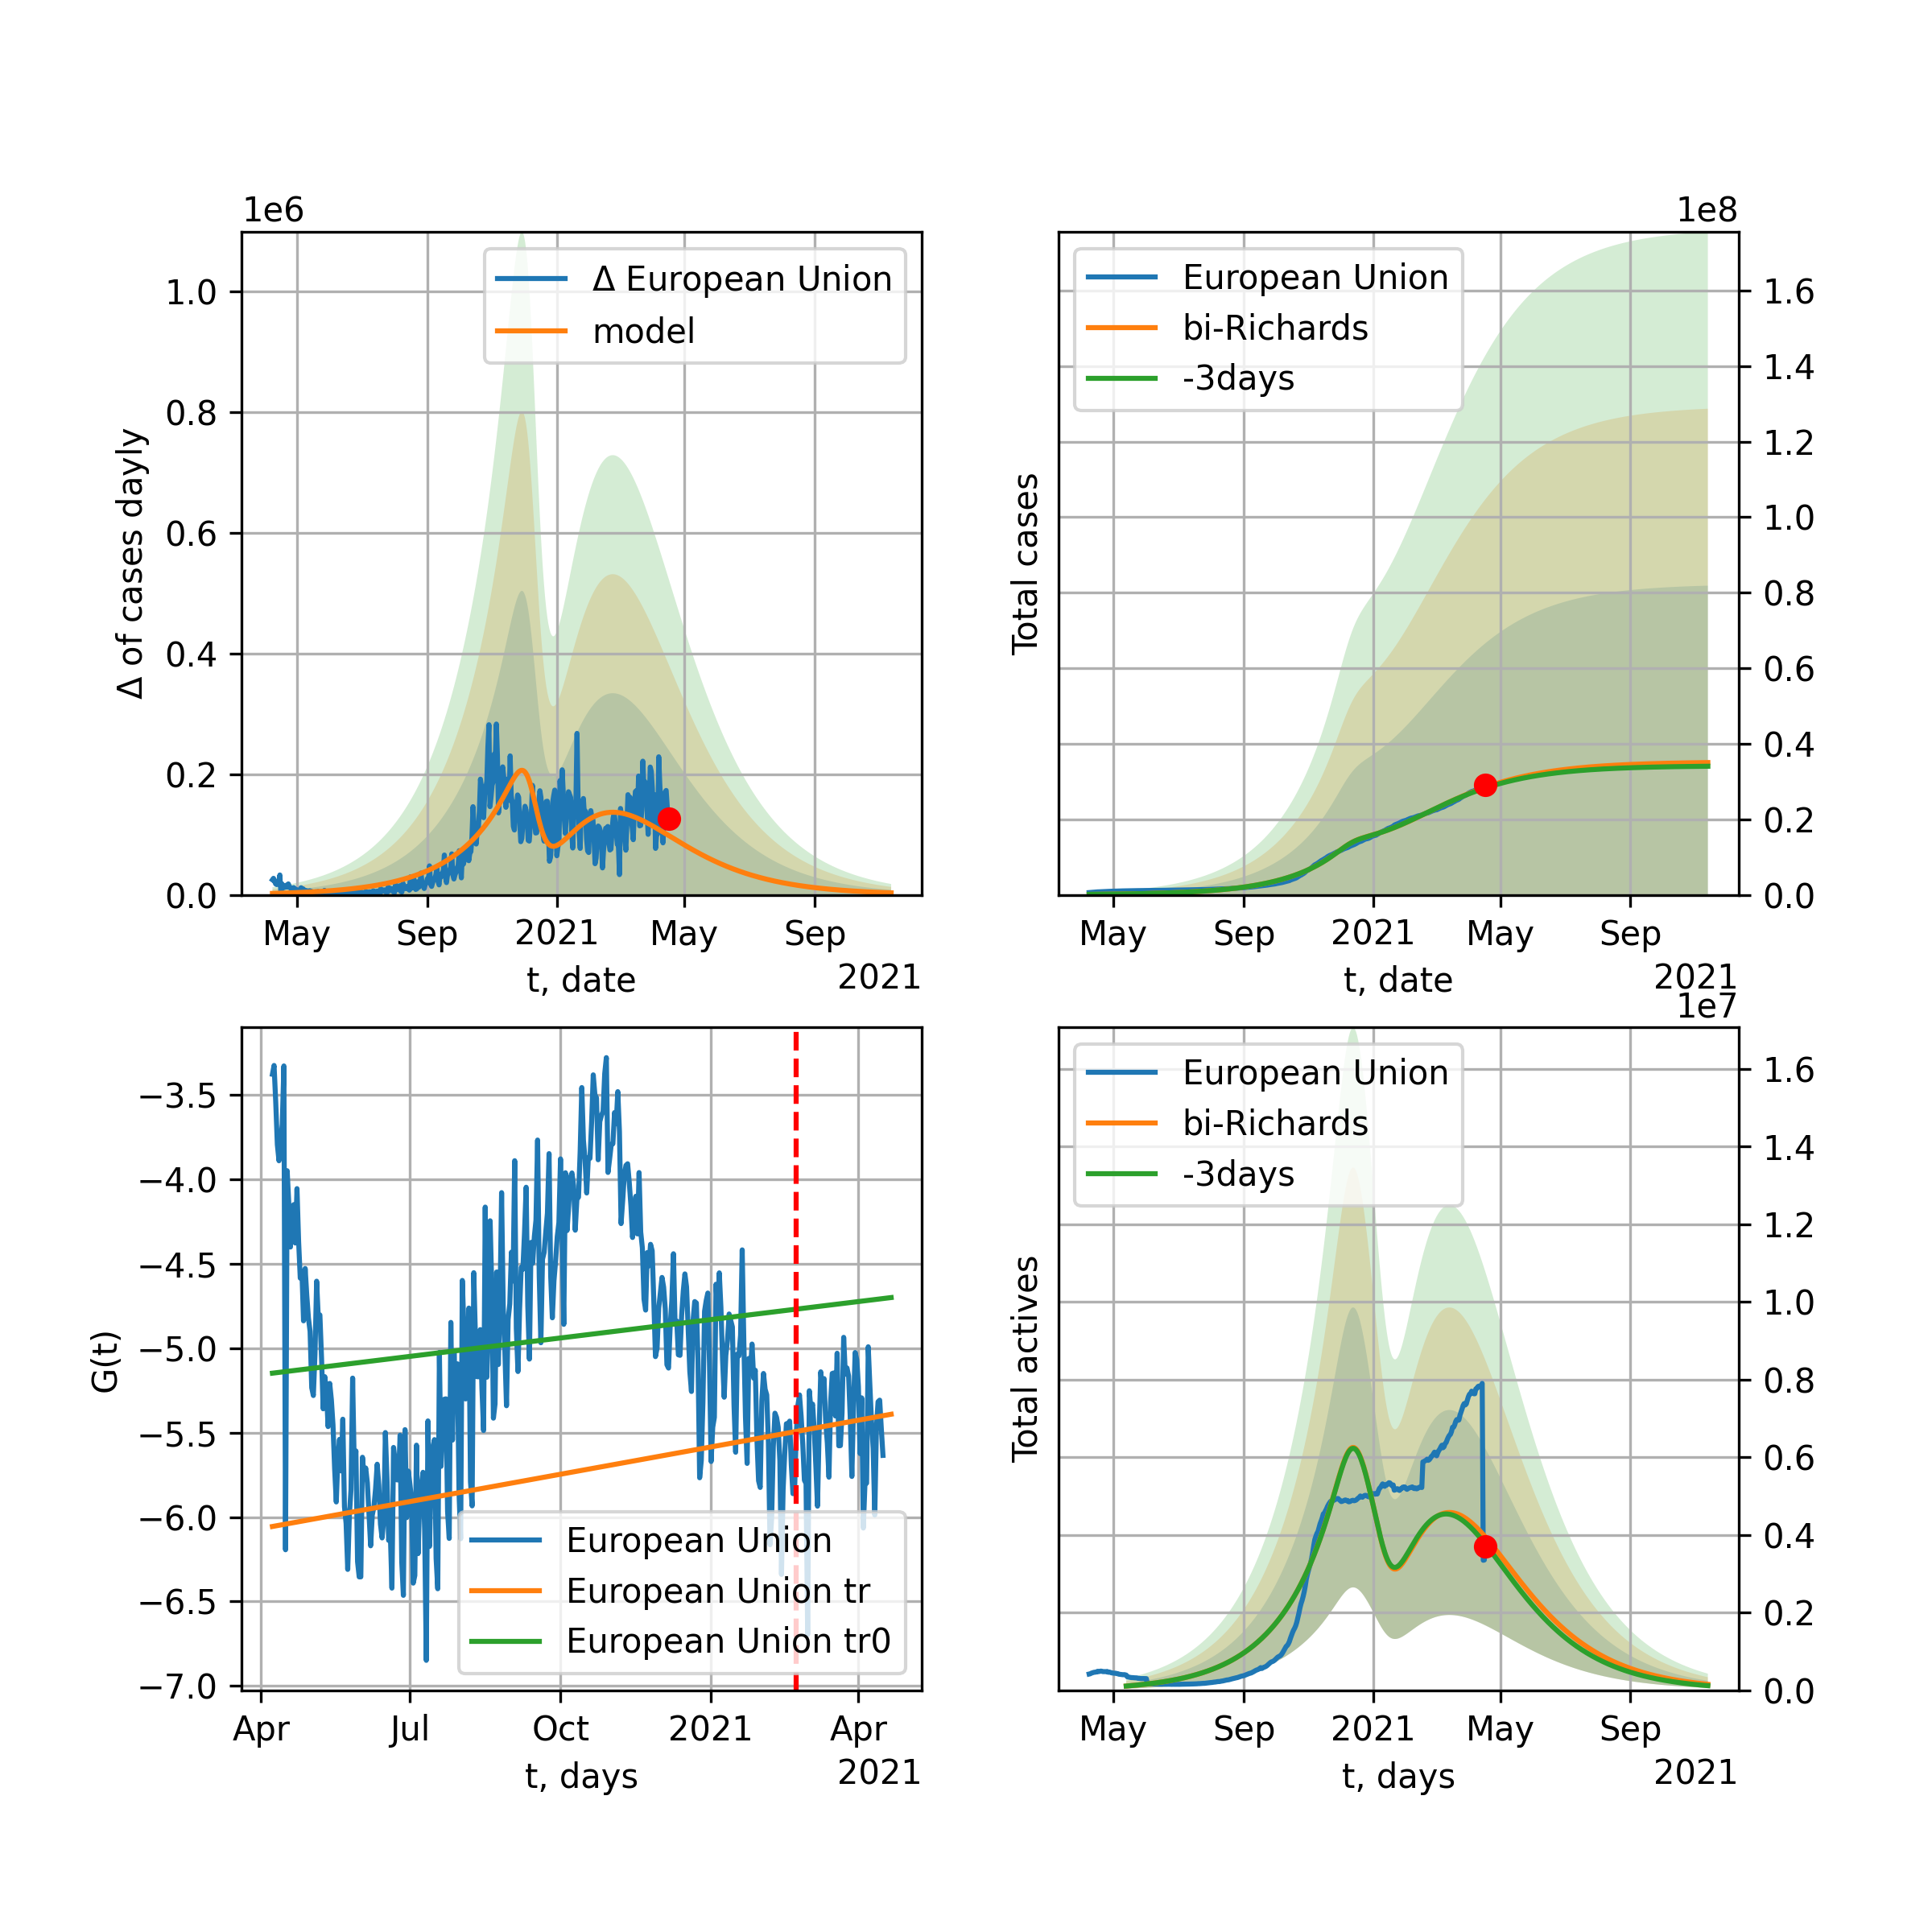 1e6
Δ of cases dayly
1.0
0.8
0.6
0.4
0.2
0.0
Δ European Union
model
May Sep 2021 May Sep
t, date
2021
1e8
Total cases
European Union
bi-Richards
-3days
1.6
1.4
1.2
1.0
0.8
0.6
0.4
0.2
0.0
May Sep 2021 May Sep
t, date
2021
G(t)
−3.5
−4.0
−4.5
−5.0
−5.5
−6.0
−6.5
−7.0
European Union
European Union tr
European Union tr0
Apr Jul Oct 2021 Apr
t, days
2021
1e7
Total actives
European Union
bi-Richards
-3days
1.6
1.4
1.2
1.0
0.8
0.6
0.4
0.2
0.0
May Sep 2021 May Sep
t, days
2021